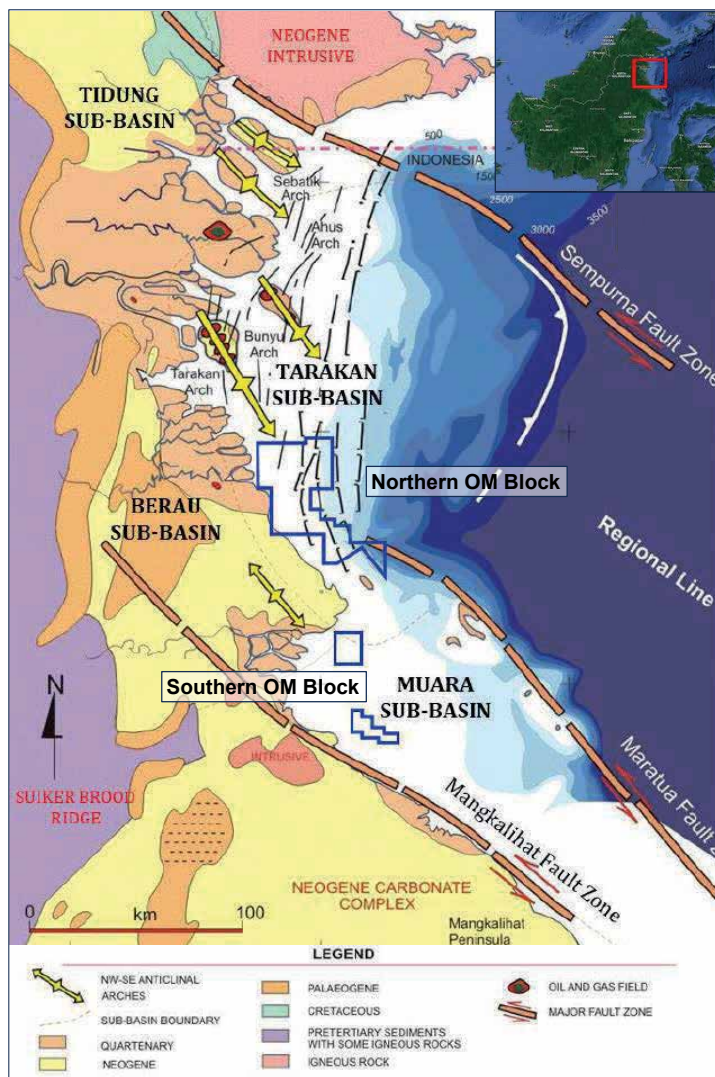 NEOGENE
INTRUSIVE
TIDUNG
SUB-BASIN
500
INDONESIA
1500
2500
3000
3500
Sebatik
Arch
Ahus
Arch
Sempurna Fault Zone
Bunyu
Arch
Tarakan
Arch
TARAKAN
SUB-BASIN
Northern OM Block
BERAU
SUB-BASIN
Regional Line
Southern OM Block
MUARA
SUB-BASIN
N
INTRUSIVE
SUIKER BROOD
RIDGE
Maratua Fault Z
Mangkalihat Fault Zone
NEOGENE CARBONATE
COMPLEX
0 km 100
Mangkalihat
Peninsula
LEGEND
NW-SE ANTICLINAL
ARCHES
SUB-BASIN BOUNDARY
QUARTENARY
NEOGENE
PALAEOGENE
CRETACEOUS
PRETERTIARY SEDIMENTS
WITH SOME IGNEOUS ROCKS
IGNEOUS ROCK
OIL AND GAS FIELD
MAJOR FAULT ZONE